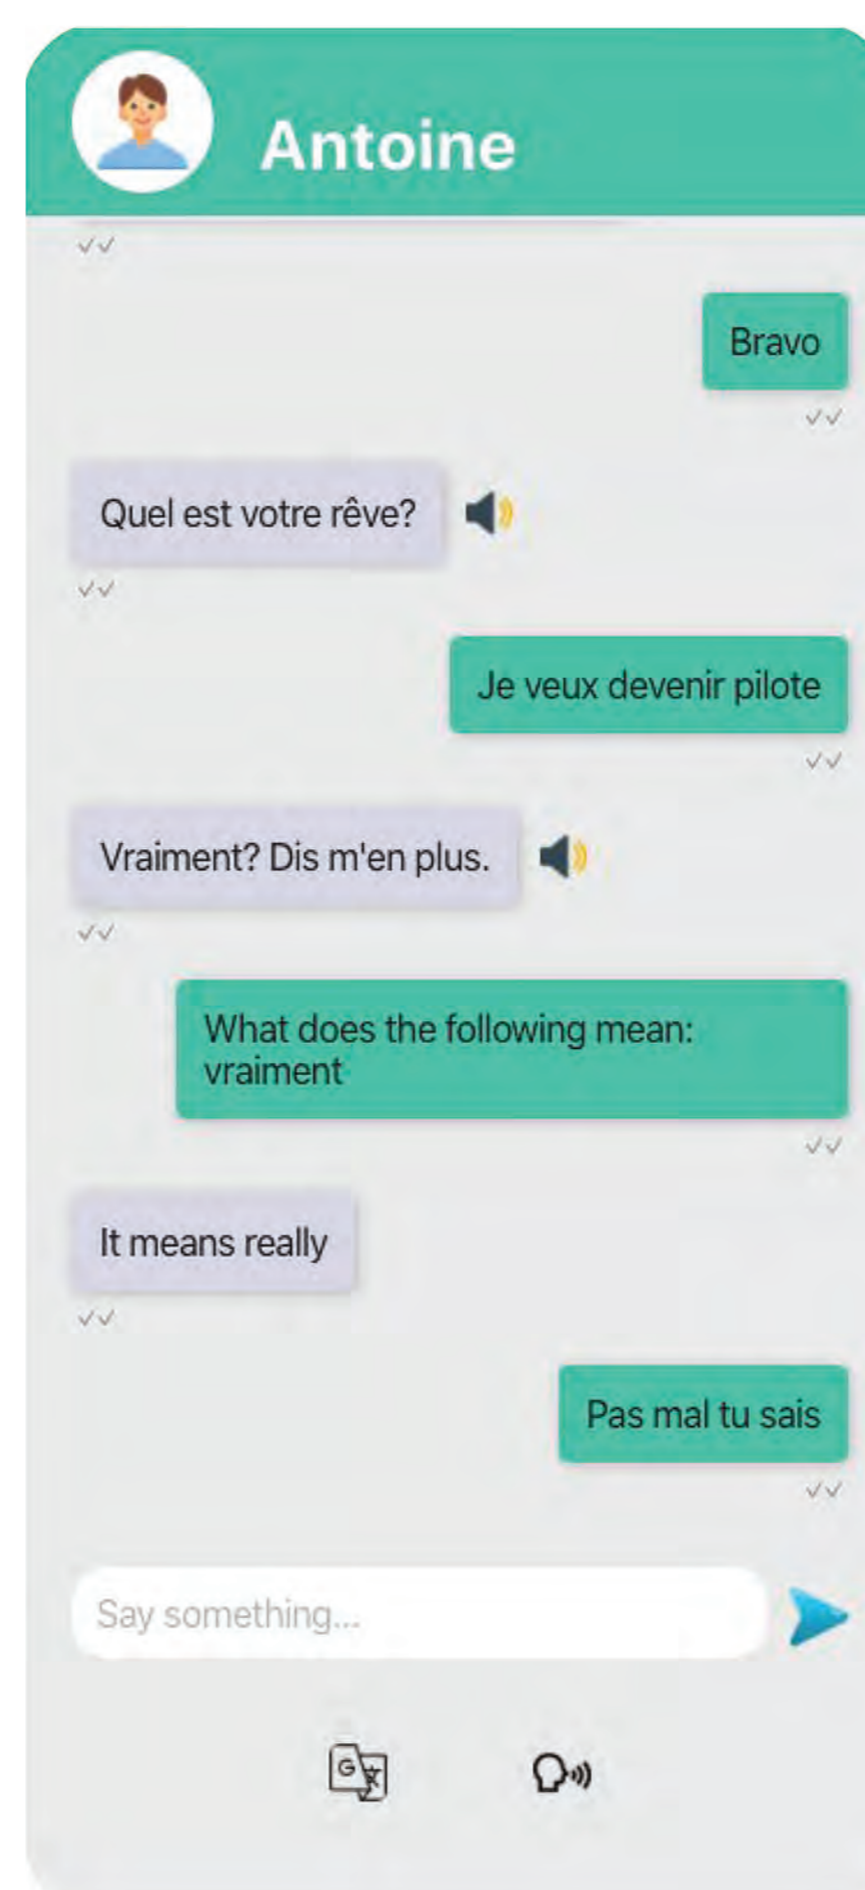 Antoine
Bravo
Quel est votre rêve?
Je veux devenir pilote
Vraiment? Dis m'en plus.
What does the following mean:
vraiment
It means really
Pas mal tu sais
Say something...